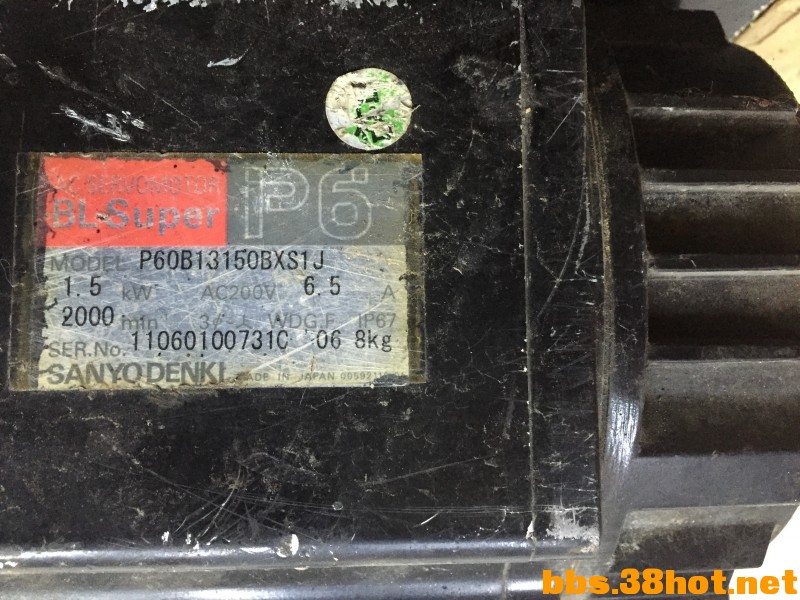 AC SERVOMOTOR
BL Super P6
MODEL P60B13150BXS1J
1.5 kW AC200V 6.5 A
2000 min WDG.F IP67
SER.No. 11060100731C 06 8kg
SANYO DENKI MADE IN JAPAN
bbs.38hot.net